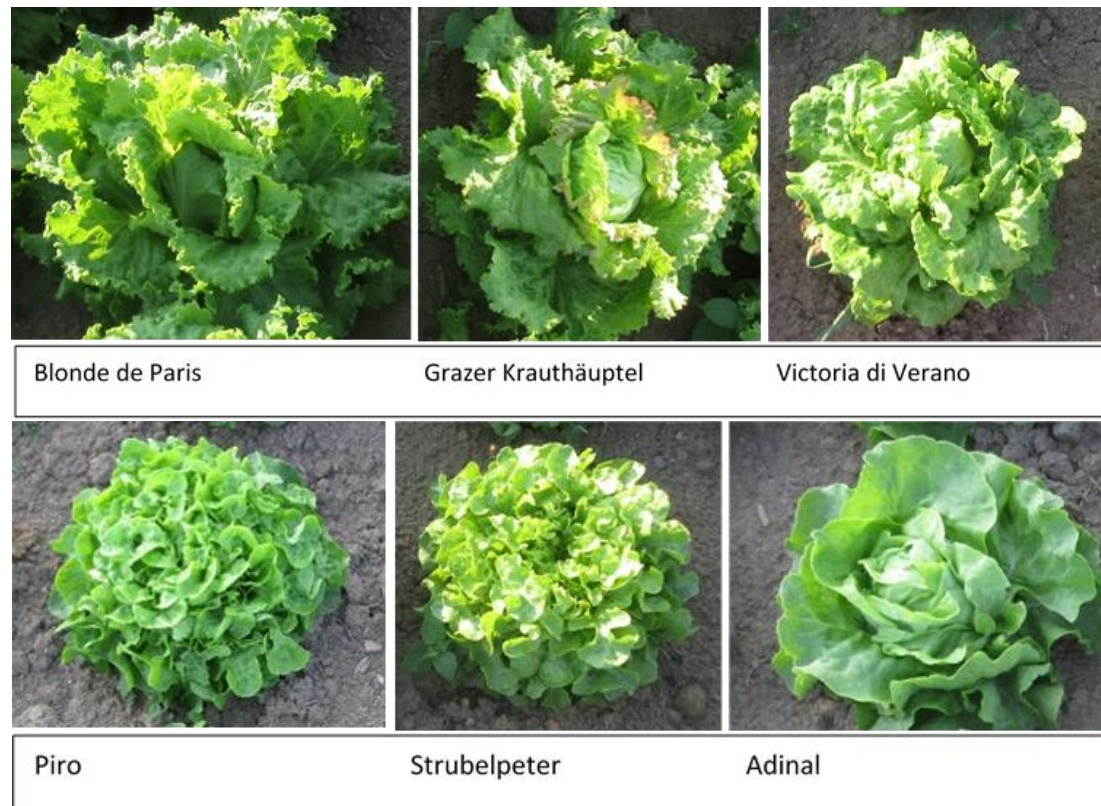 Blonde de Paris Grazer Krauthäuptel Victoria di Verano
Piro Strubelpeter Adinal